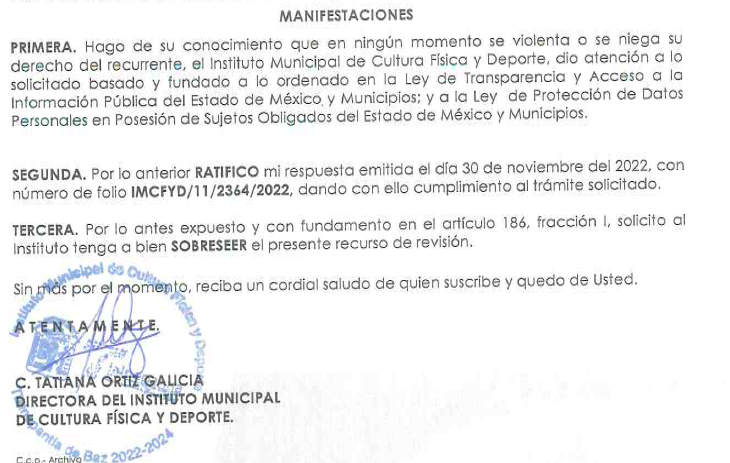 MANIFESTACIONES
PRIMERA. Hago de su conocimiento que en ningún momento se violenta o se niega su
derecho del recurrente, el Instituto Municipal de Cultura Física y Deporte, dio atención a lo
solicitado basado y fundado a lo ordenado en la Ley de Transparencia y Acceso a la
Información Pública del Estado de México y Municipios; y a la Ley de Protección de Datos
Personales en Posesión de Sujetos Obligados del Estado de México y Municipios.
SEGUNDA. Por lo anterior RATIFICO mi respuesta emitida el día 30 de noviembre del 2022, con
número de folio IMCFYD/11/2364/2022, dando con ello cumplimiento al trámite solicitado.
TERCERA. Por lo antes expuesto y con fundamento en el artículo 186, fracción I, solicito al
Instituto tenga a bien SOBRESEER el presente recurso de revisión.
Sin más por el momento, reciba un cordial saludo de quien suscribe y quedo de Usted.
A T E N T A M E N T E.
C. TATIANA ORTIZ GALICIA
DIRECTORA DEL INSTITUTO MUNICIPAL
DE CULTURA FÍSICA Y DEPORTE.
C.c.p.- Archivo
Instituto Municipal de Cultura Física y Deporte
de Baz 2022-2024